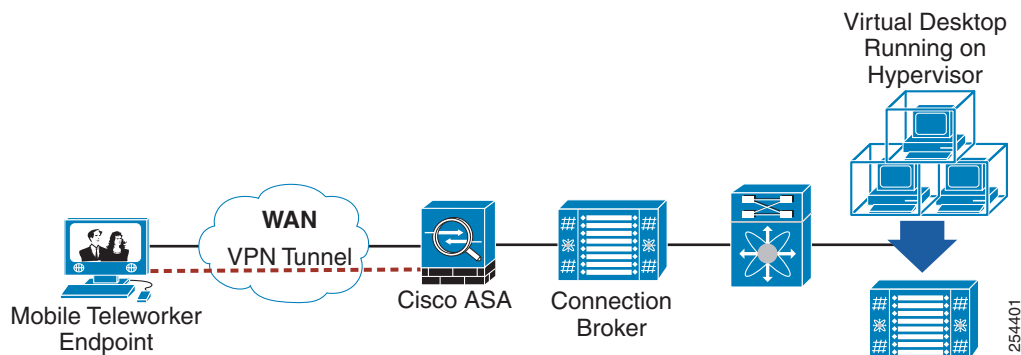 Virtual Desktop
Running on
Hypervisor
WAN
VPN Tunnel
Cisco ASA
Connection
Broker
Mobile Teleworker
Endpoint
254401